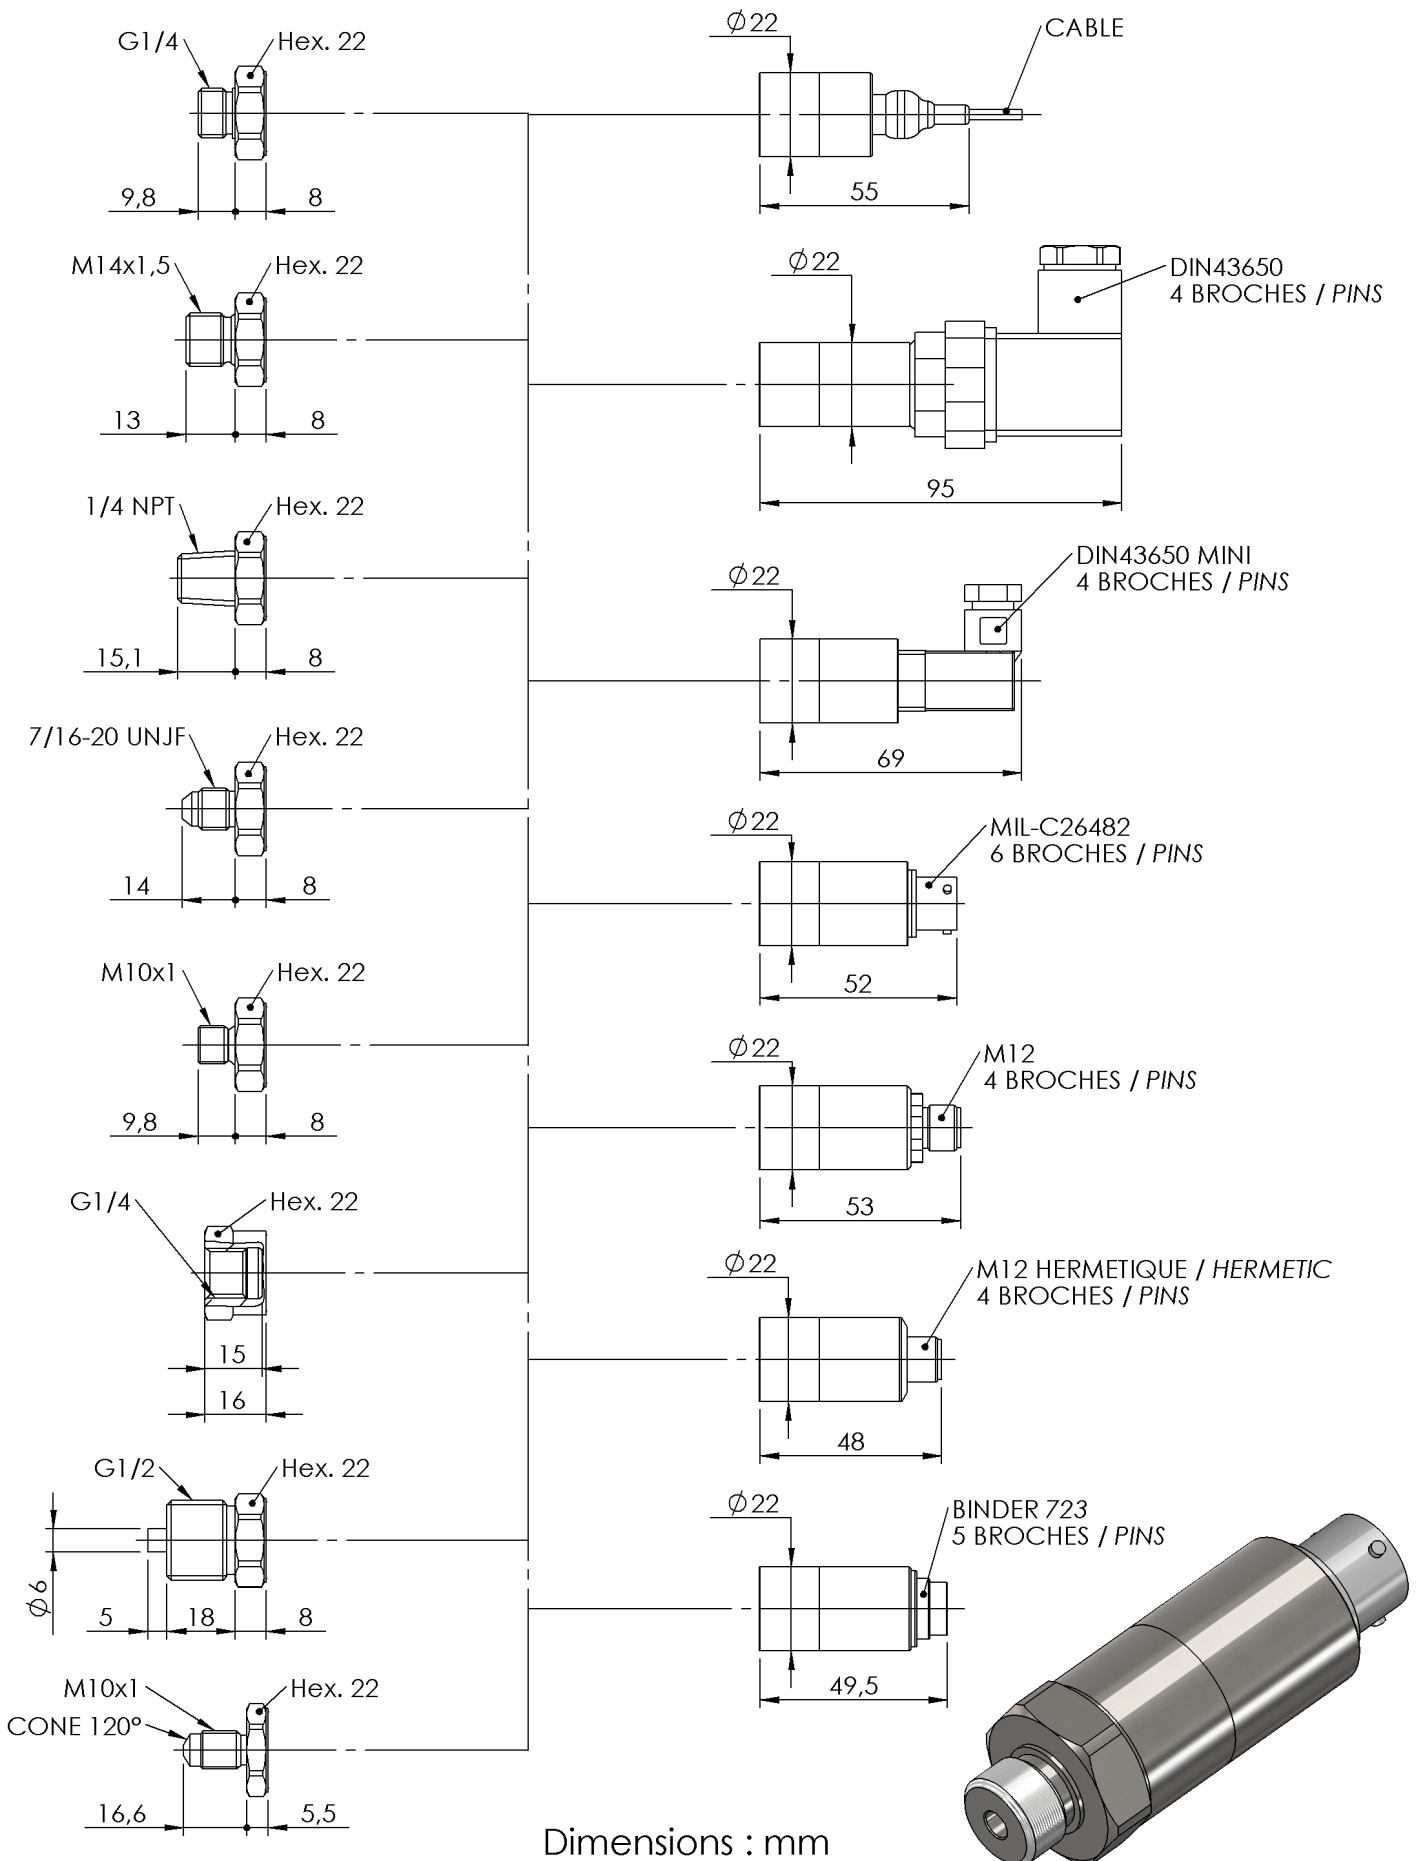 G1/4
Hex. 22
9,8
8
M14x1,5
Hex. 22
13
8
1/4 NPT
Hex. 22
15,1
8
7/16-20 UNJF
Hex. 22
14
8
M10x1
Hex. 22
9,8
8
G1/4
Hex. 22
15
16
G1/2
Hex. 22
Ø6
5
18
8
M10x1
CONE 120°
Hex. 22
16,6
5,5
Ø22
CABLE
55
Ø22
DIN43650
4 BROCHES / PINS
95
Ø22
DIN43650 MINI
4 BROCHES / PINS
69
Ø22
MIL-C26482
6 BROCHES / PINS
52
Ø22
M12
4 BROCHES / PINS
53
Ø22
M12 HERMETIQUE / HERMETIC
4 BROCHES / PINS
48
Ø22
BINDER 723
5 BROCHES / PINS
49,5
Dimensions : mm